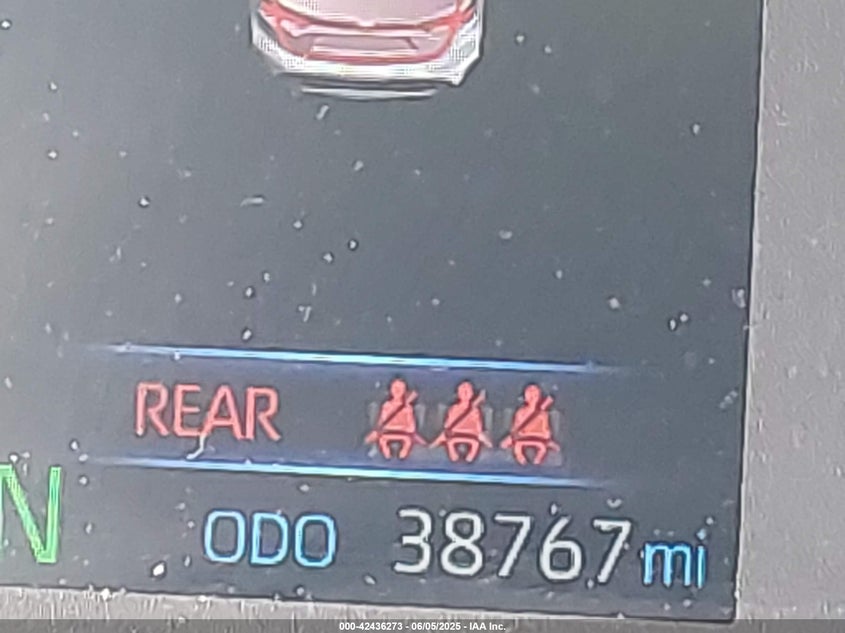 REAR
N
ODO 38767 mi
000-42436273 - 06/05/2025 - IAA Inc.